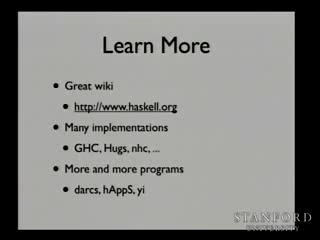 Learn More
Great wiki
http://www.haskell.org
Many implementations
GHC, Hugs, nhc, ...
More and more programs
darcs, hAppS, yi
STANFORD
UNIVERSITY